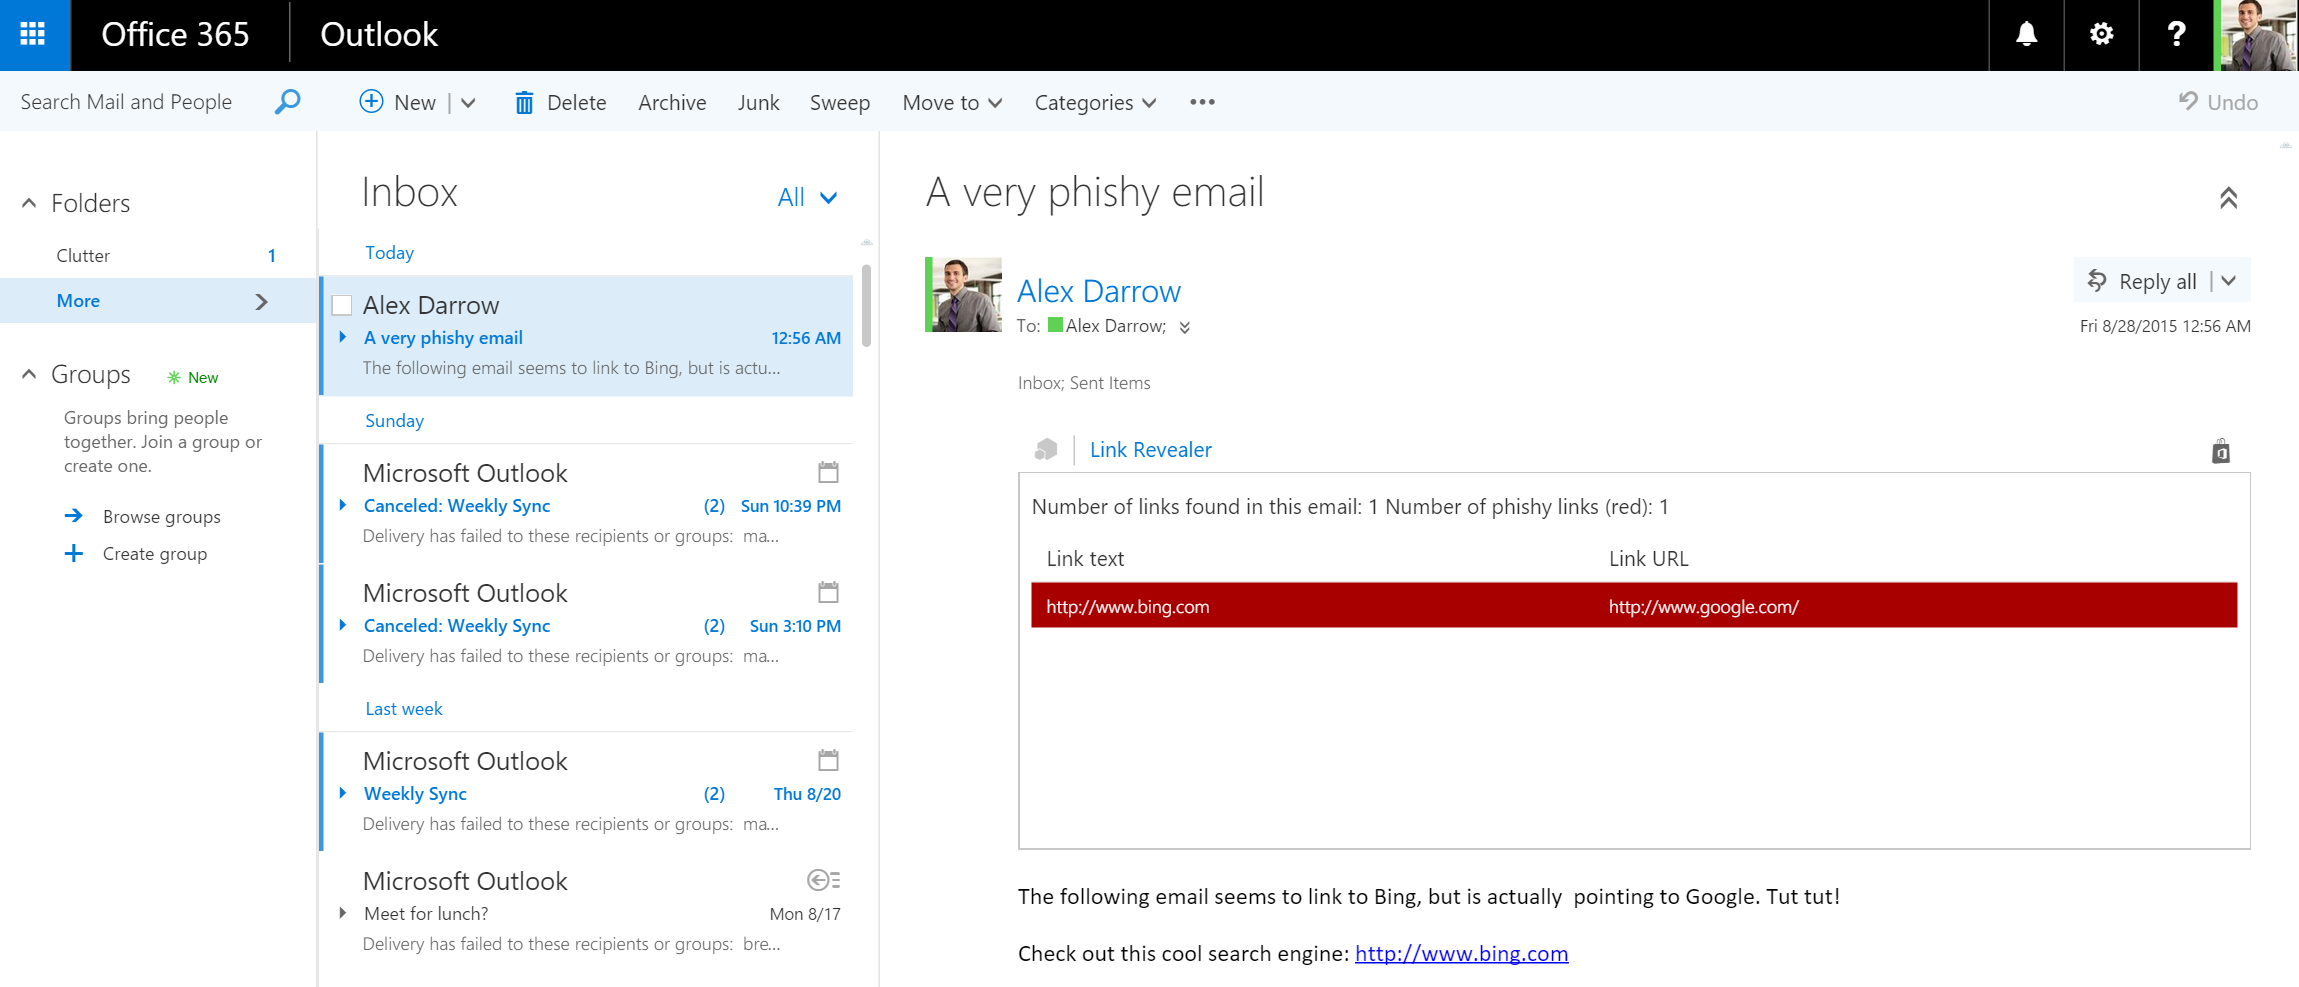 Office 365 Outlook ?
Search Mail and People New Delete Archive Junk Sweep Move to Categories ••• Undo
Folders
Clutter 1
More
Groups New
Groups bring people
together. Join a group or
create one.
Browse groups
Create group
Inbox All
Today
Alex Darrow
A very phishy email 12:56 AM
The following email seems to link to Bing, but is actu...
Sunday
Microsoft Outlook
Canceled: Weekly Sync (2) Sun 10:39 PM
Delivery has failed to these recipients or groups: ma...
Microsoft Outlook
Canceled: Weekly Sync (2) Sun 3:10 PM
Delivery has failed to these recipients or groups: ma...
Last week
Microsoft Outlook
Weekly Sync (2) Thu 8/20
Delivery has failed to these recipients or groups: ma...
Microsoft Outlook
Meet for lunch? Mon 8/17
Delivery has failed to these recipients or groups: bre...
A very phishy email
Alex Darrow Reply all
To: Alex Darrow; Fri 8/28/2015 12:56 AM
Inbox; Sent Items
Link Revealer
Number of links found in this email: 1 Number of phishy links (red): 1
Link text Link URL
http://www.bing.com http://www.google.com/
The following email seems to link to Bing, but is actually  pointing to Google. Tut tut!
Check out this cool search engine: http://www.bing.com